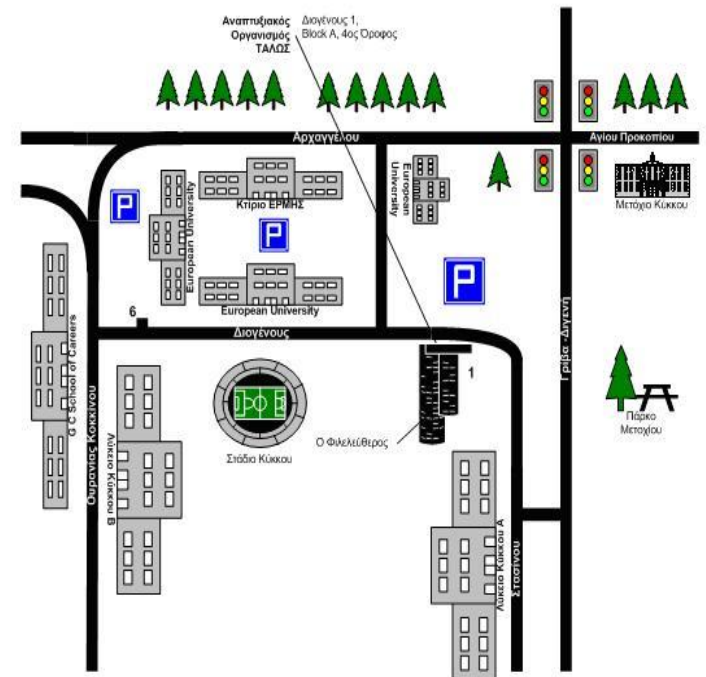 Αναπτυξιακός
Οργανισμός
ΤΑΛΩΣ
Διογένους 1,
Block A, 4ος Όροφος
Αρχαγγέλου
Αγίου Προκοπίου
P
European University
Κτίριο ΕΡΜΗΣ
European
University
Μετόχιο Κύκκου
P
P
European University
6
Διογένους
Γρίβα -Διγενή
G C School of Careers
Ουρανίας Κοκκίνου
Λύκειο Κύκκου Β
Στάδιο Κύκκου
1
Ο Φιλελεύθερος
Πάρκο
Μετοχίου
Λύκειο Κύκκου Α
Στασίνου